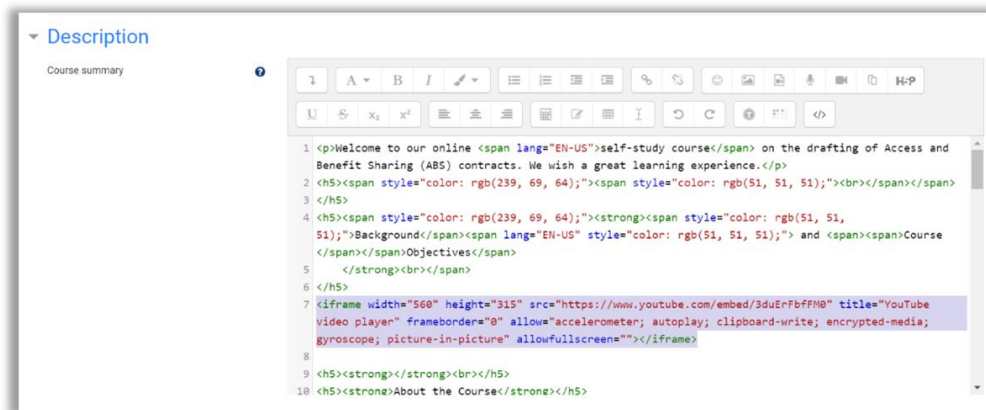 Description
Course summary
A B I H-P
U S x₂ x²
1 <p>Welcome to our online <span lang="EN-US">self-study course</span> on the drafting of Access and
Benefit Sharing (ABS) contracts. We wish a great learning experience.</p>
2 <h5><span style="color: rgb(239, 69, 64);"><span style="color: rgb(51, 51, 51);"><br></span></span>
3 </h5>
4 <h5><span style="color: rgb(239, 69, 64);"><strong><span style="color: rgb(51, 51,
51);">Background</span><span lang="EN-US" style="color: rgb(51, 51, 51);"> and <span><span>Course
</span></span>Objectives</span>
5 </strong><br></span>
6 </h5>
7 <iframe width="560" height="315" src="https://www.youtube.com/embed/3duErFbfFM0" title="YouTube
video player" frameborder="0" allow="accelerometer; autoplay; clipboard-write; encrypted-media;
gyroscope; picture-in-picture" allowfullscreen=""></iframe>
8
9 <h5><strong></strong><br></h5>
10 <h5><strong>About the Course</strong></h5>